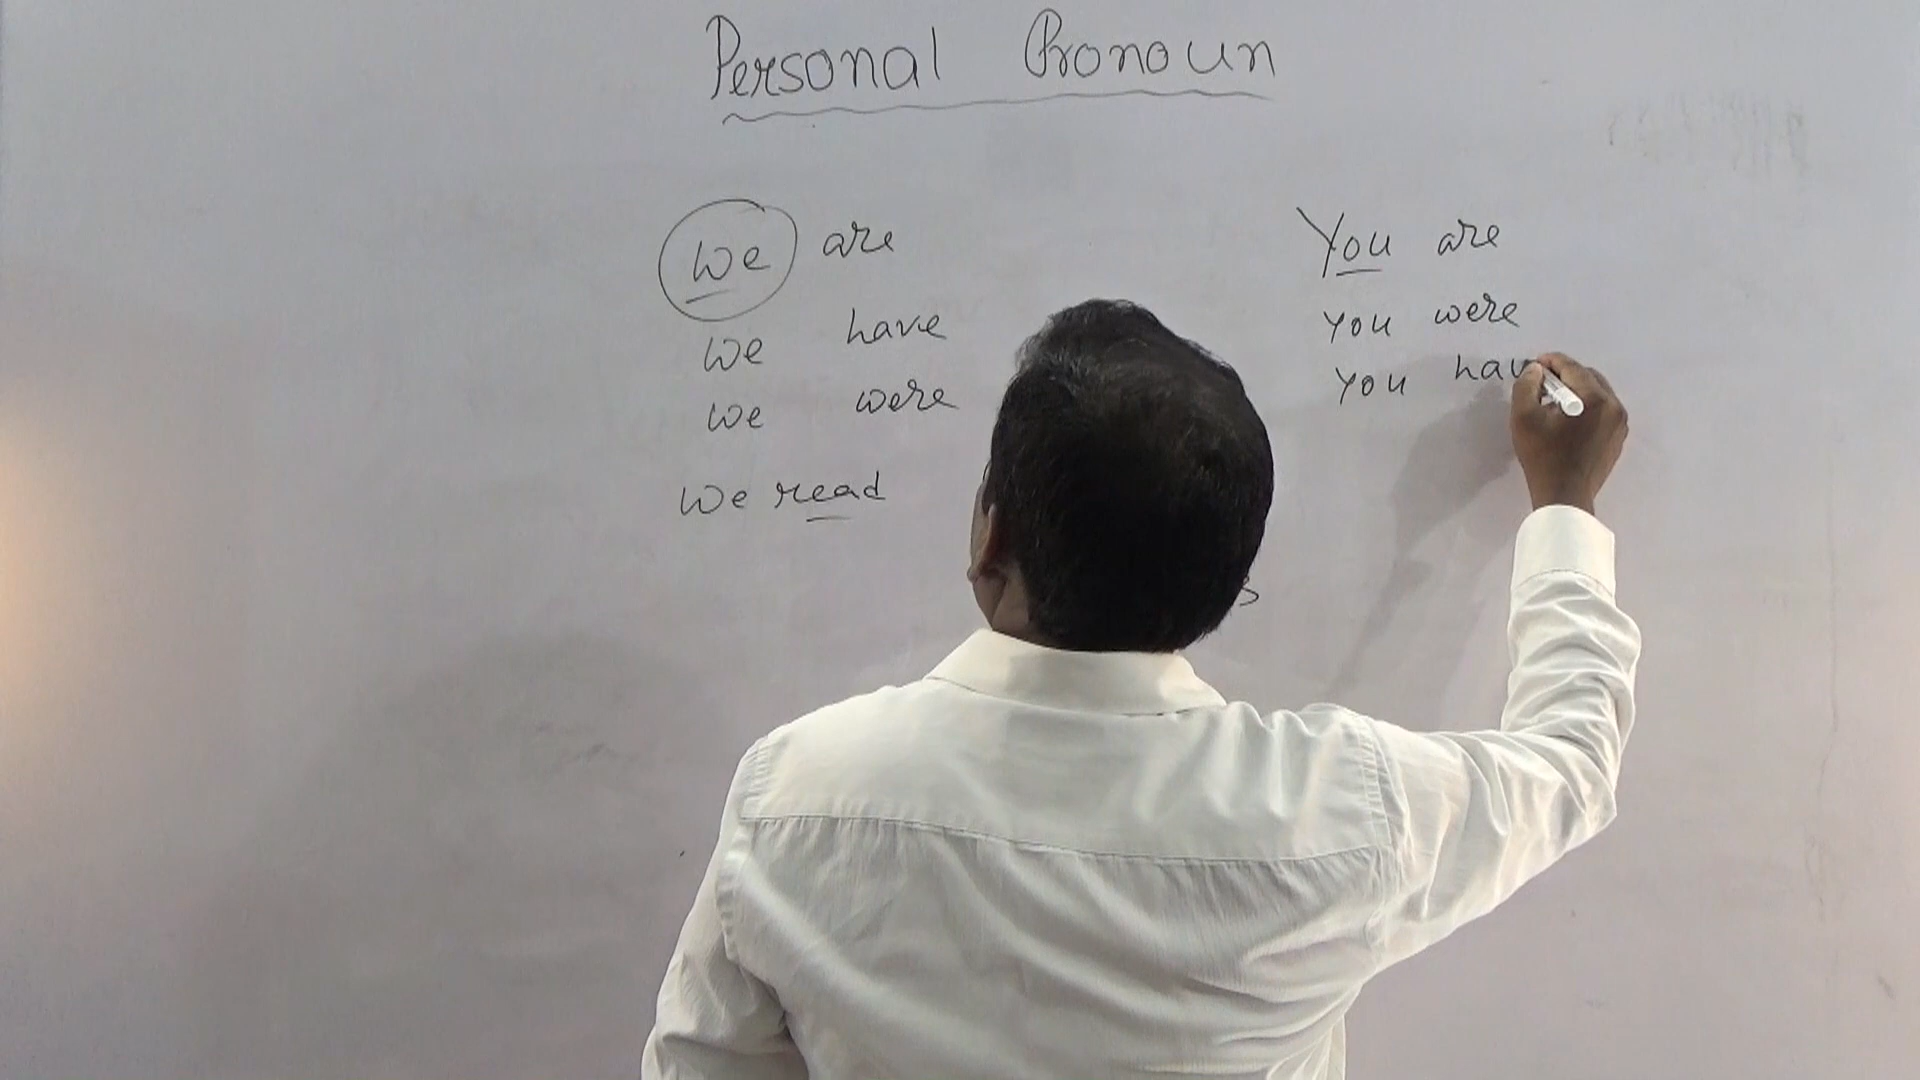 Personal Pronoun
We are
We have
We were
We read
You are
You were
You hav
s